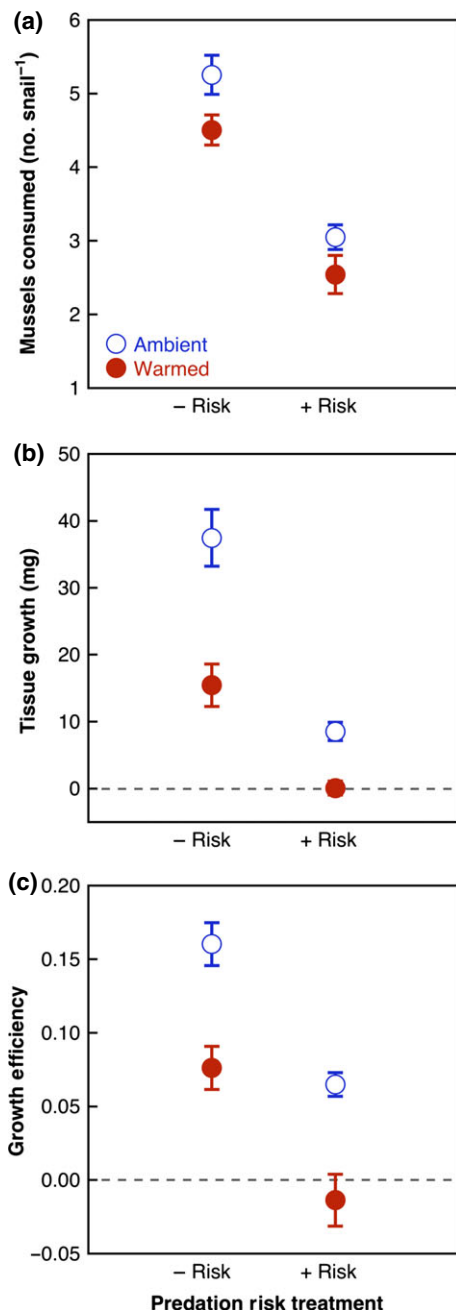 (a)
6
5
4
3
2
1
Mussels consumed (no. snail⁻¹)
Ambient
Warmed
– Risk + Risk
(b)
50
40
30
20
10
0
Tissue growth (mg)
– Risk + Risk
(c)
0.20
0.15
0.10
0.05
0.00
–0.05
Growth efficiency
– Risk + Risk
Predation risk treatment